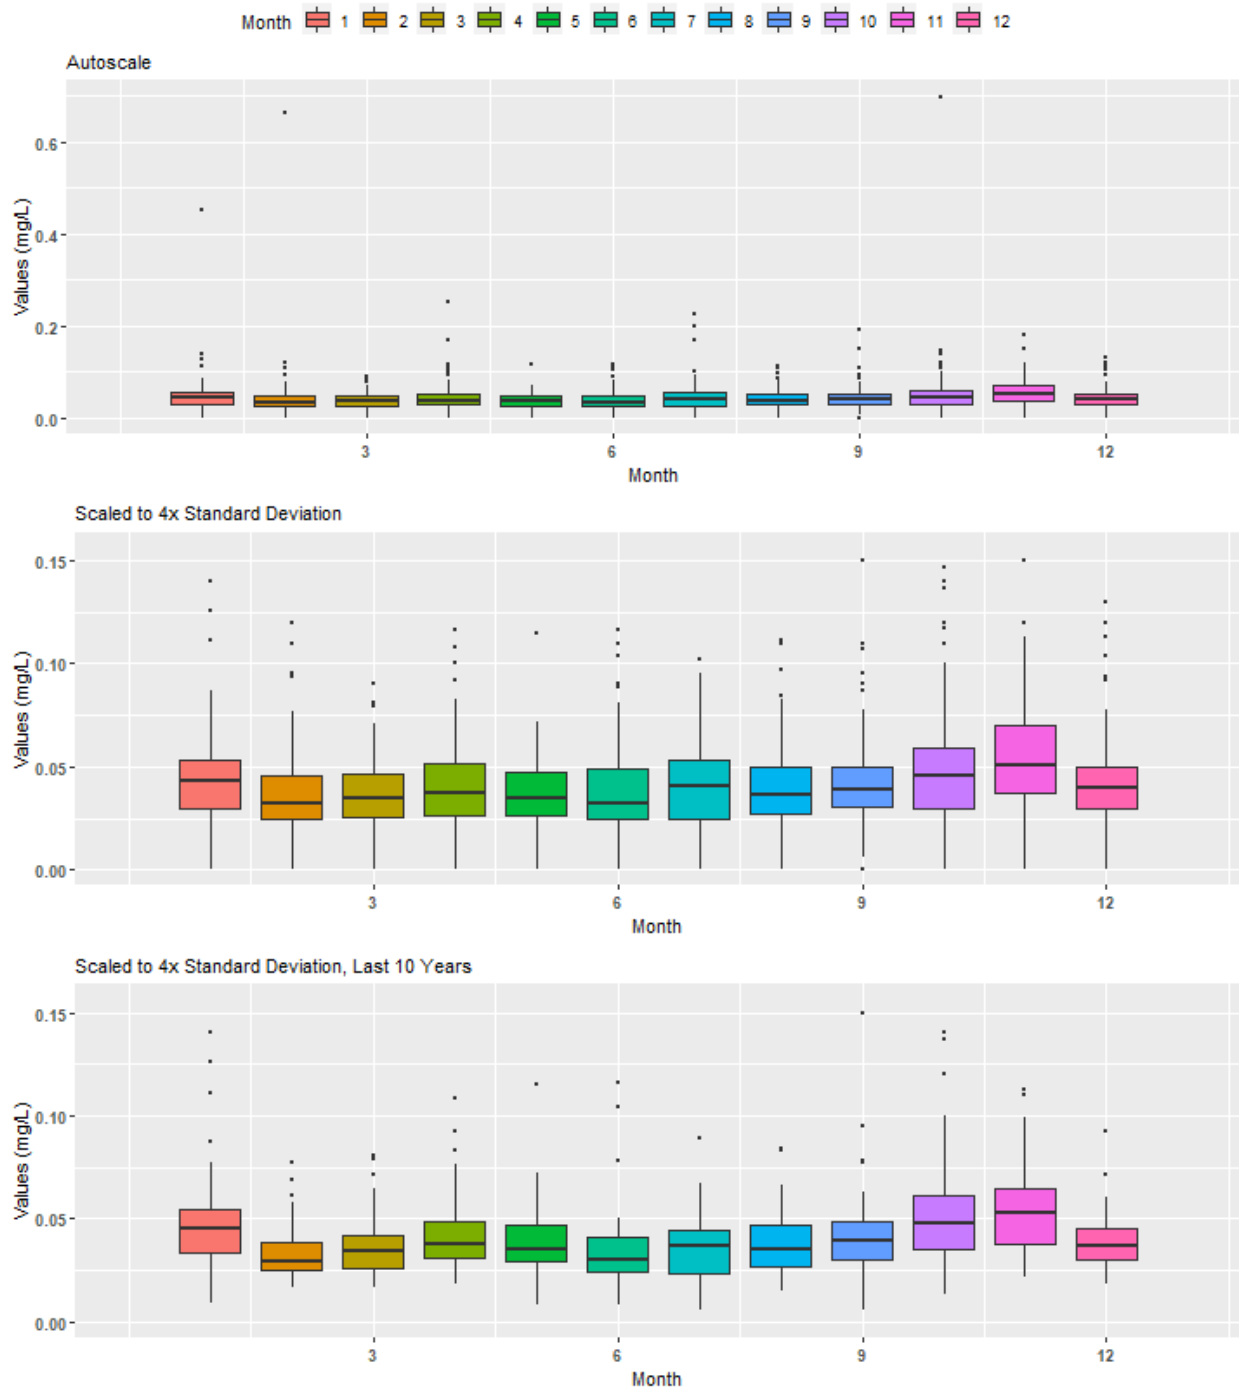 Month 1 2 3 4 5 6 7 8 9 10 11 12
Autoscale
Values (mg/L)
0.6
0.4
0.2
0.0
3 6 9 12
Month
Scaled to 4x Standard Deviation
Values (mg/L)
0.15
0.10
0.05
0.00
3 6 9 12
Month
Scaled to 4x Standard Deviation, Last 10 Years
Values (mg/L)
0.15
0.10
0.05
0.00
3 6 9 12
Month